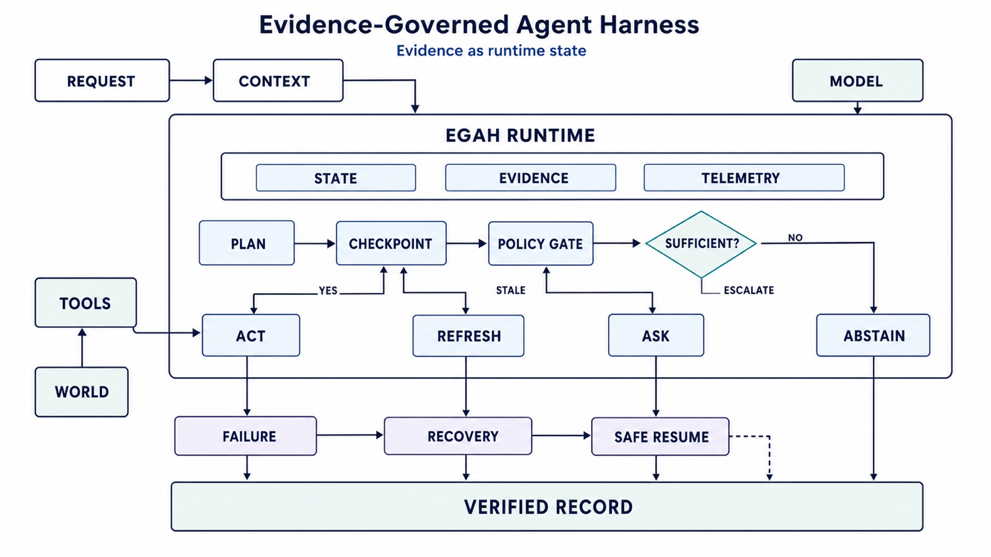 Evidence-Governed Agent Harness
Evidence as runtime state
REQUEST
CONTEXT
MODEL
EGAH RUNTIME
STATE
EVIDENCE
TELEMETRY
PLAN
CHECKPOINT
POLICY GATE
SUFFICIENT?
NO
YES
STALE
ESCALATE
TOOLS
ACT
REFRESH
ASK
ABSTAIN
WORLD
FAILURE
RECOVERY
SAFE RESUME
VERIFIED RECORD